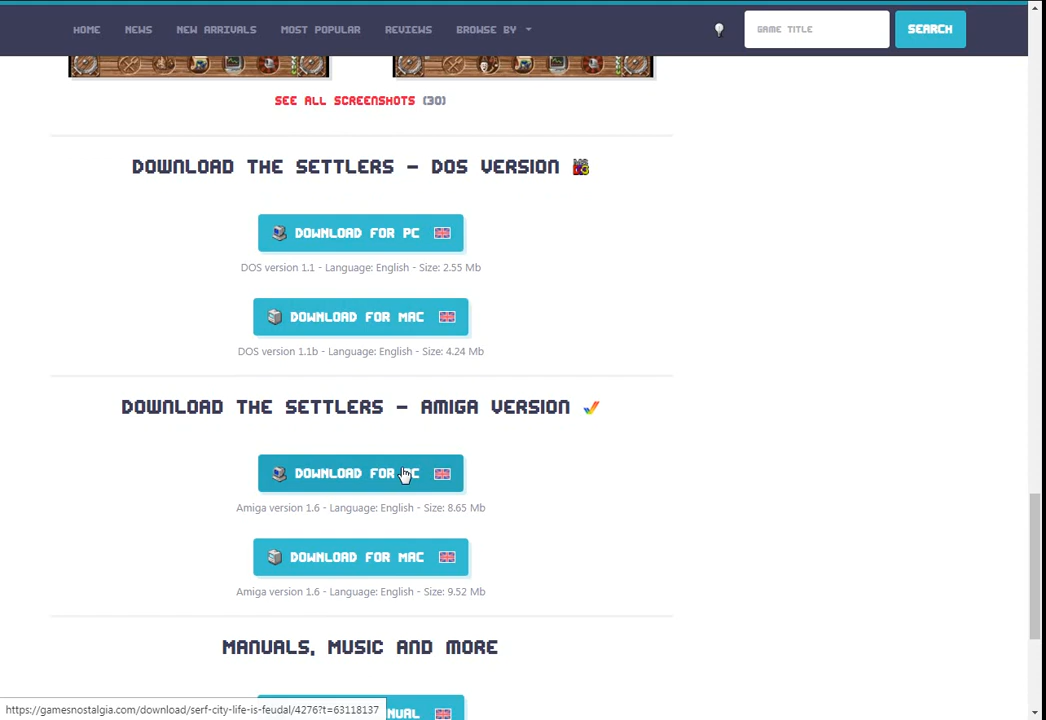 HOME NEWS NEW ARRIVALS MOST POPULAR REVIEWS BROWSE BY GAME TITLE SEARCH
SEE ALL SCREENSHOTS (30)
DOWNLOAD THE SETTLERS - DOS VERSION
DOWNLOAD FOR PC
DOS version 1.1 - Language: English - Size: 2.55 Mb
DOWNLOAD FOR MAC
DOS version 1.1b - Language: English - Size: 4.24 Mb
DOWNLOAD THE SETTLERS - AMIGA VERSION
DOWNLOAD FOR PC
Amiga version 1.6 - Language: English - Size: 8.65 Mb
DOWNLOAD FOR MAC
Amiga version 1.6 - Language: English - Size: 9.52 Mb
MANUALS, MUSIC AND MORE
https://gamesnostalgia.com/download/serf-city-life-is-feudal/4276?t=63118137